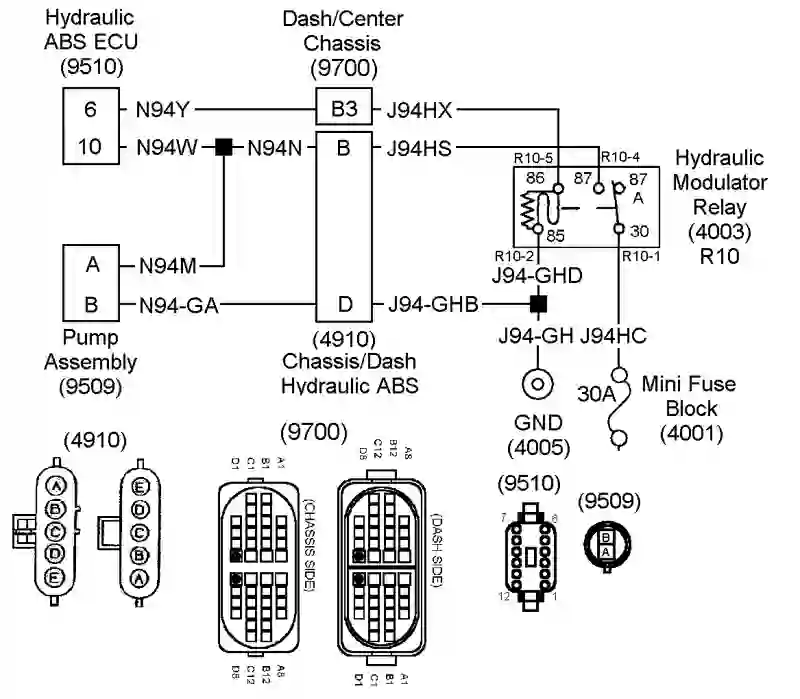 Hydraulic
ABS ECU
(9510)
Dash/Center
Chassis
(9700)
6
N94Y
B3
J94HX
10
N94W
N94N
B
J94HS
R10-5
R10-4
86
87
87
A
85
30
R10-2
R10-1
Hydraulic
Modulator
Relay
(4003)
R10
A
N94M
J94-GHD
B
N94-GA
D
J94-GHB
Pump
Assembly
(9509)
(4910)
Chassis/Dash
Hydraulic ABS
J94-GH
J94HC
GND
(4005)
30A
Mini Fuse
Block
(4001)
(4910)
A
B
C
D
E
E
D
C
B
A
(9700)
D1
C1
B1
A1
(CHASSIS SIDE)
D8
C12
B12
A8
D8
C12
B12
A8
(DASH SIDE)
D1
C1
B1
A1
(9510)
7
6
12
1
(9509)
B
A